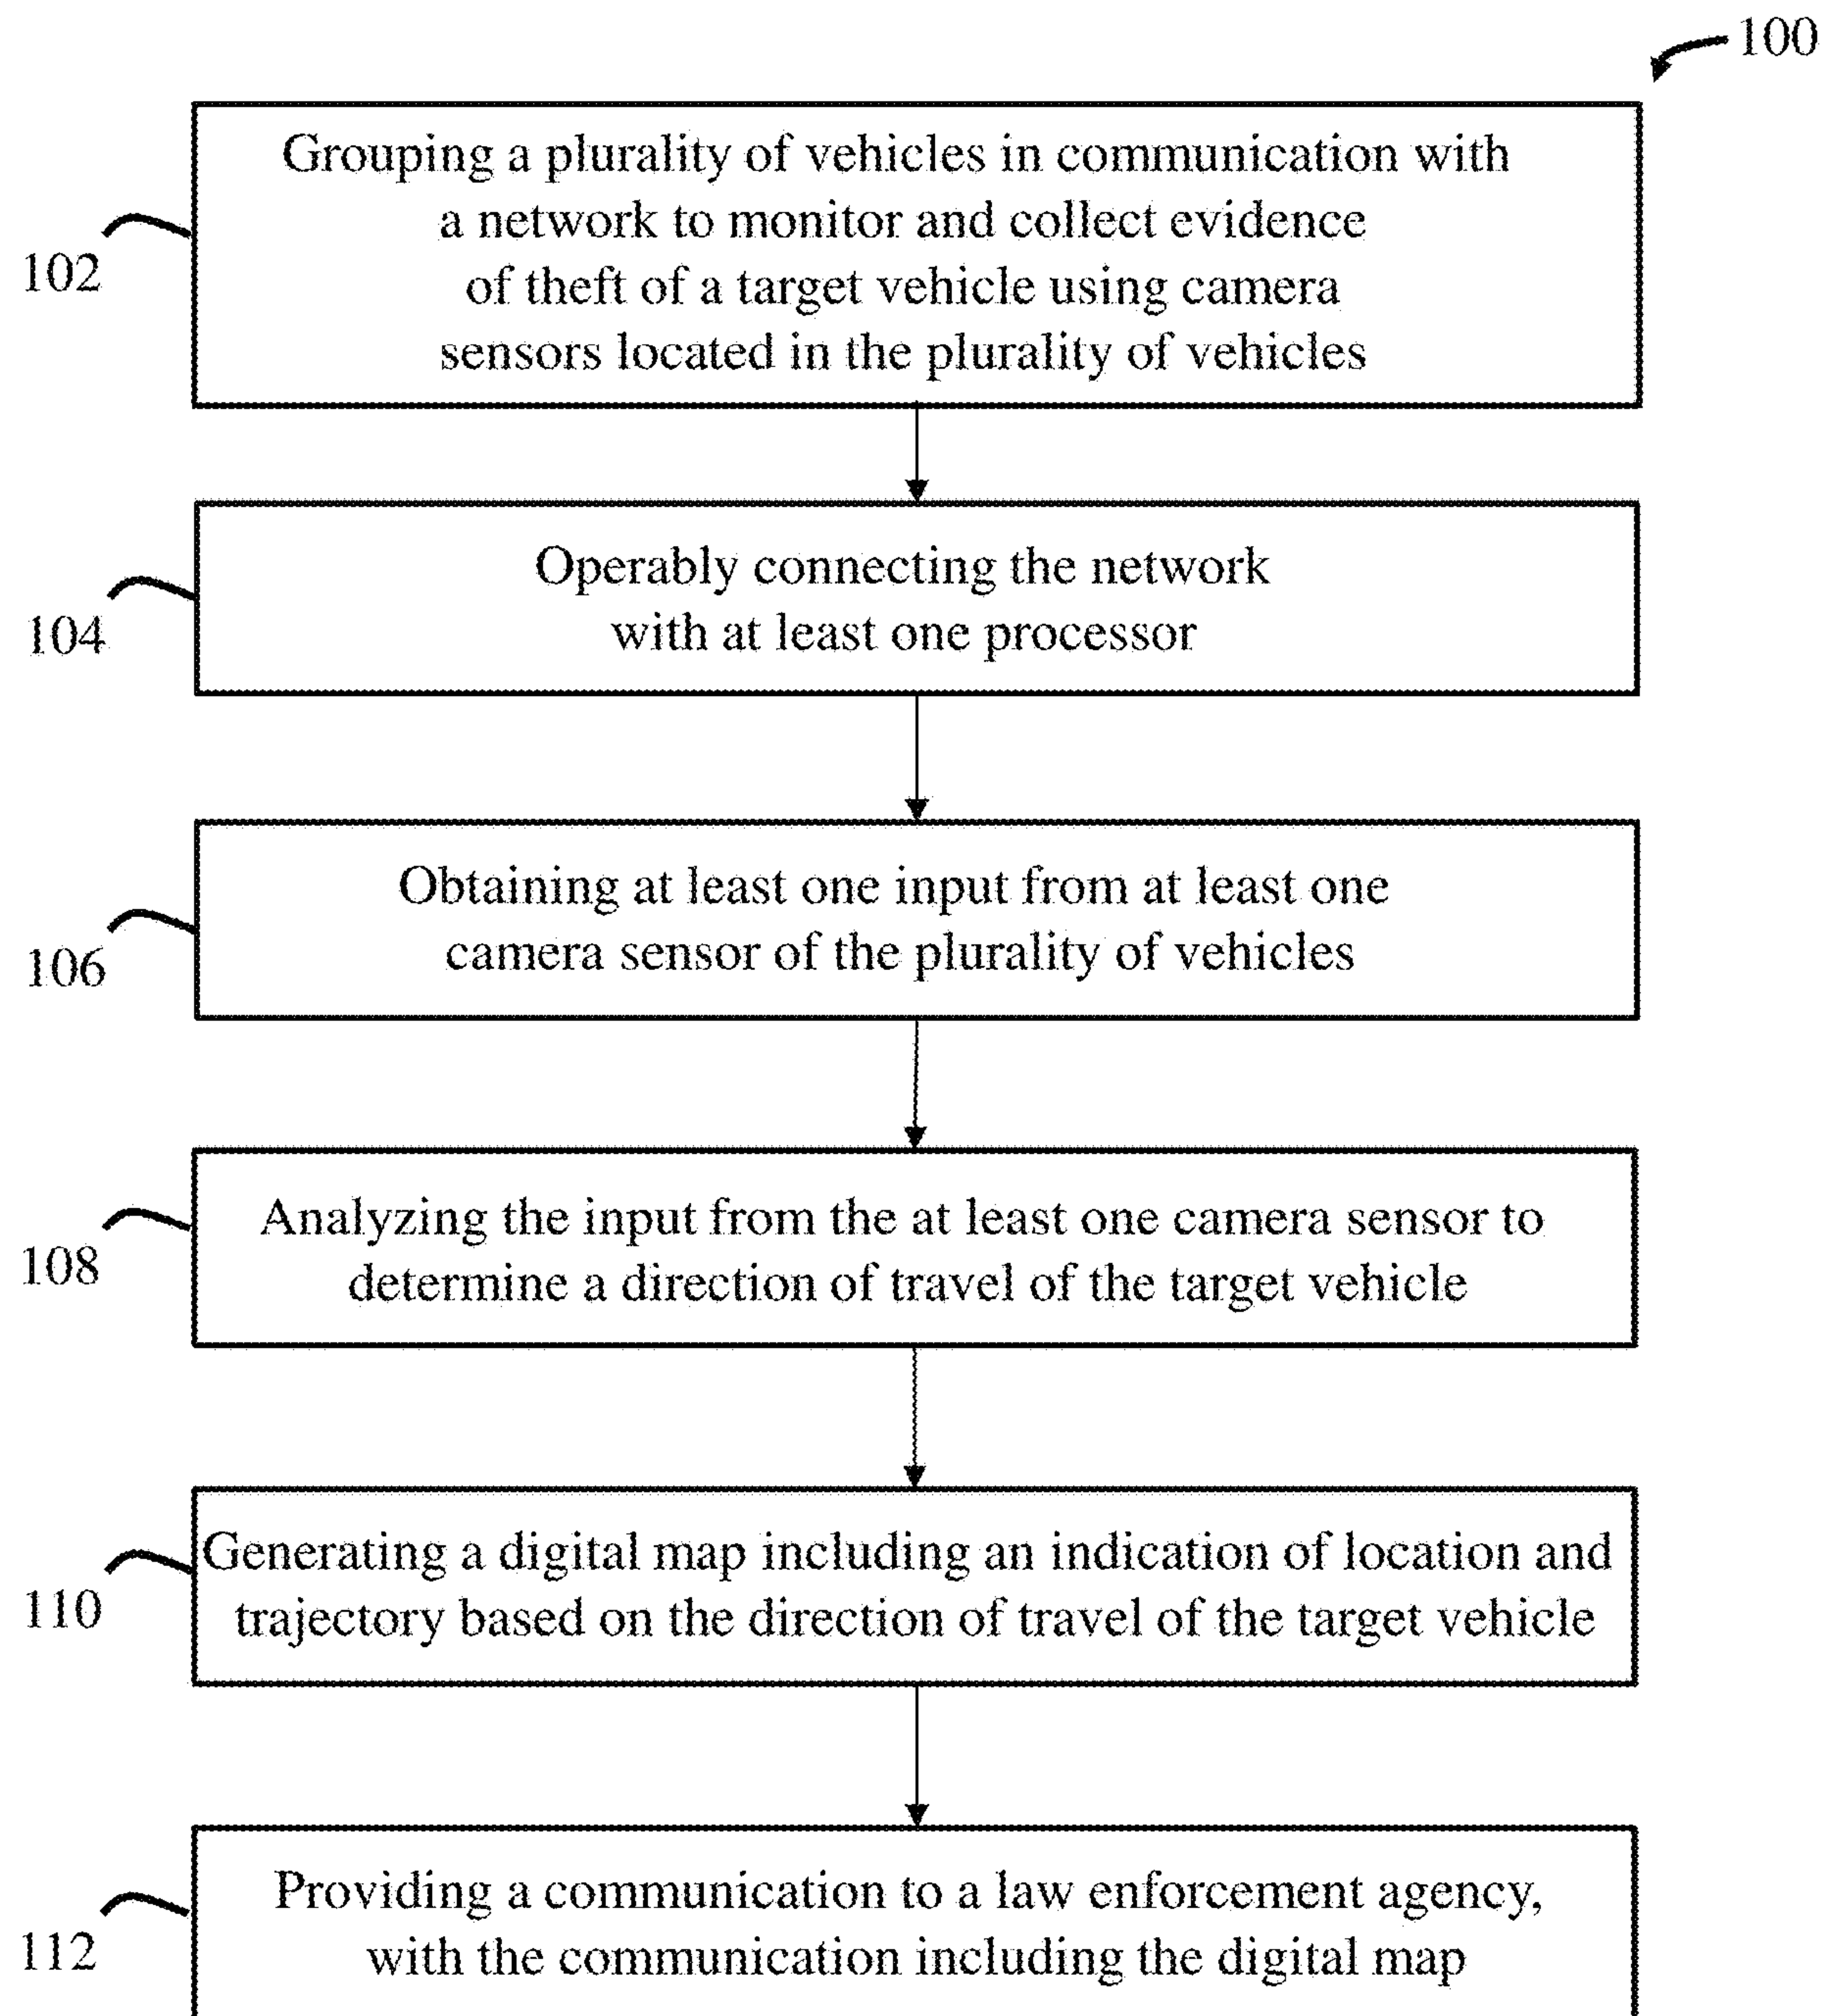 100
Grouping a plurality of vehicles in communication with
a network to monitor and collect evidence
of theft of a target vehicle using camera
sensors located in the plurality of vehicles
102
Operably connecting the network
with at least one processor
104
Obtaining at least one input from at least one
camera sensor of the plurality of vehicles
106
Analyzing the input from the at least one camera sensor to
determine a direction of travel of the target vehicle
108
Generating a digital map including an indication of location and
trajectory based on the direction of travel of the target vehicle
110
Providing a communication to a law enforcement agency,
with the communication including the digital map
112